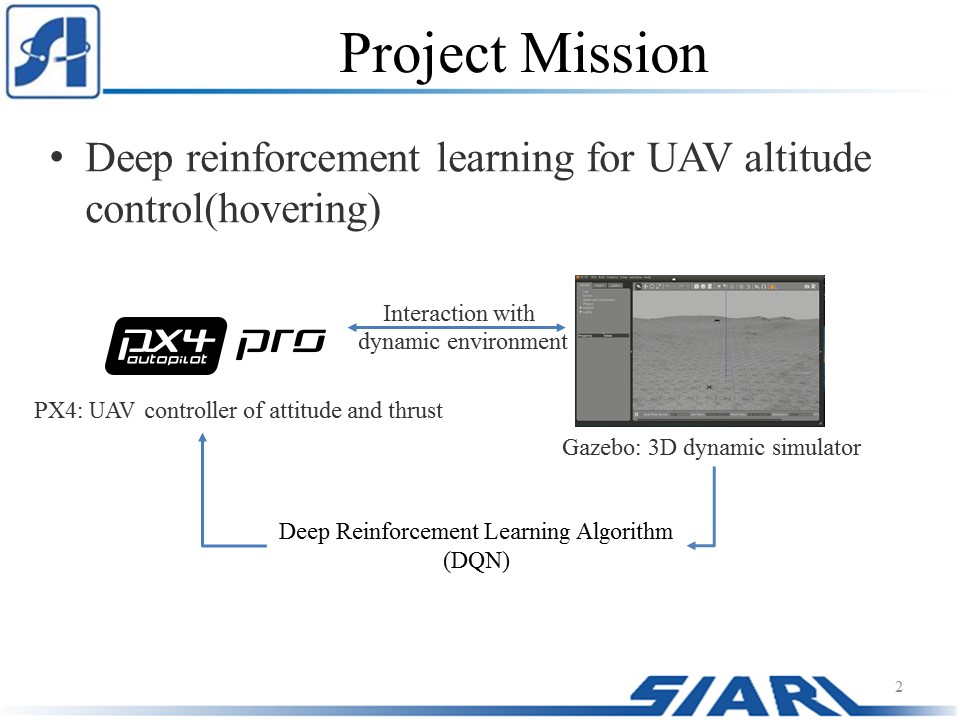 Project Mission
• Deep reinforcement learning for UAV altitude
control(hovering)
Interaction with
dynamic environment
px4 pro
autopilot
PX4: UAV controller of attitude and thrust
Gazebo: 3D dynamic simulator
Deep Reinforcement Learning Algorithm
(DQN)
SIARL
2